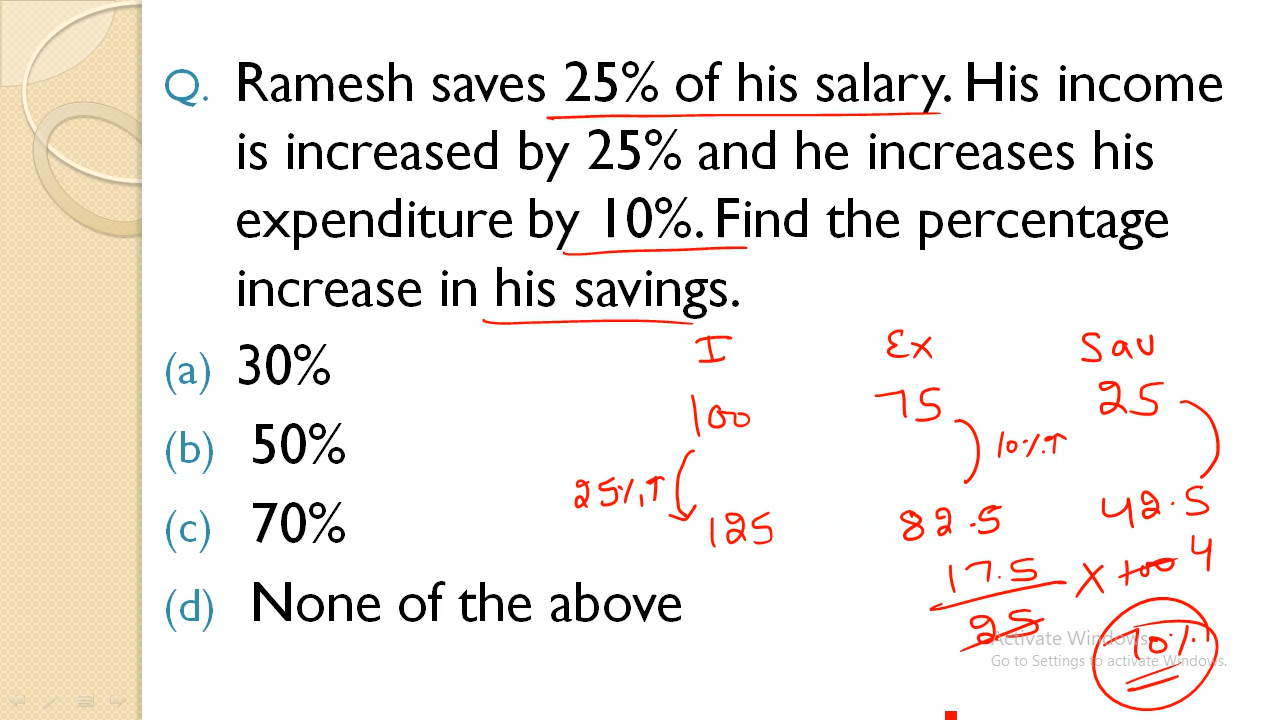 Q. Ramesh saves 25% of his salary. His income
is increased by 25% and he increases his
expenditure by 10%. Find the percentage
increase in his savings.
(a) 30%
(b) 50%
(c) 70%
(d) None of the above
I Ex Sav
100 75 25
25%↑ 10%↑
125 82.5 42.5
17.5 × 100 4
25
70%
Activate Windows
Go to Settings to activate Windows.